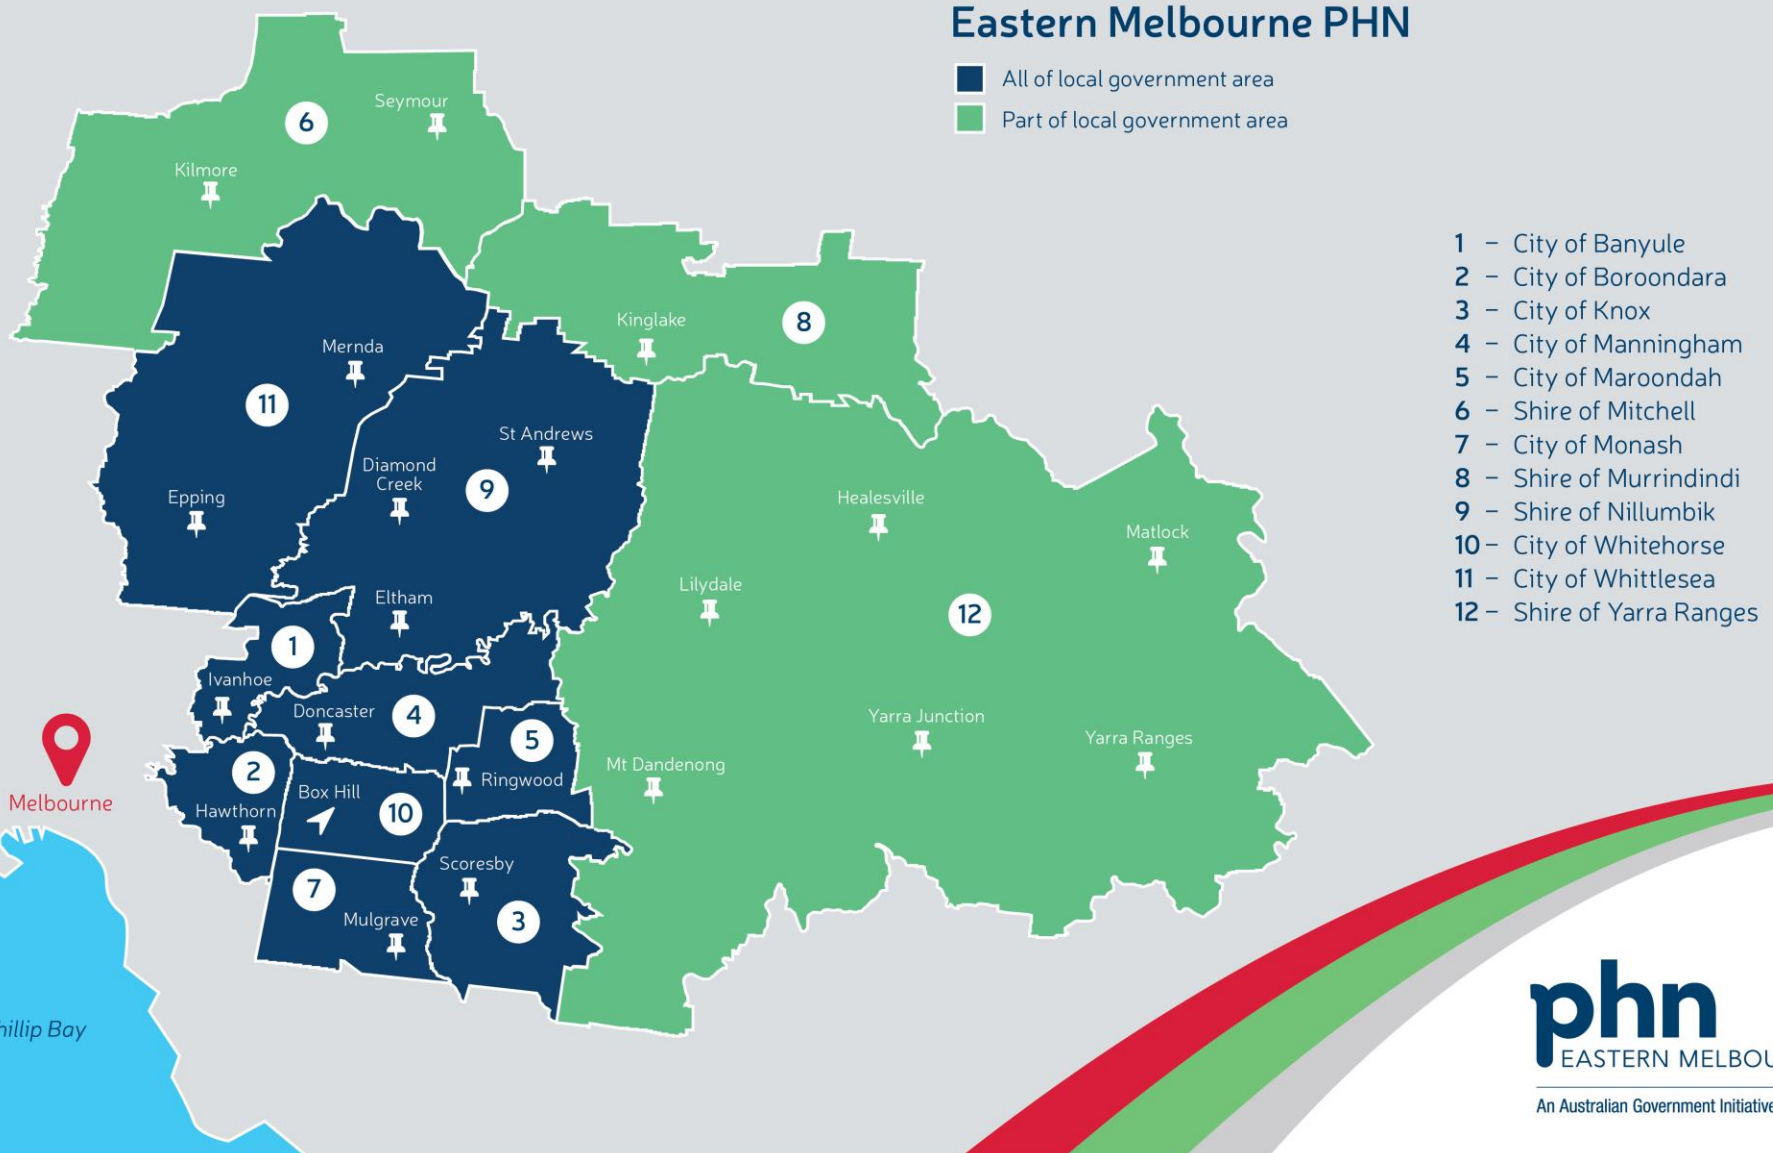 Eastern Melbourne PHN
All of local government area
Part of local government area
1 – City of Banyule
2 – City of Boroondara
3 – City of Knox
4 – City of Manningham
5 – City of Maroondah
6 – Shire of Mitchell
7 – City of Monash
8 – Shire of Murrindindi
9 – Shire of Nillumbik
10 – City of Whitehorse
11 – City of Whittlesea
12 – Shire of Yarra Ranges
Seymour
6
Kilmore
Kinglake
8
Mernda
11
St Andrews
Diamond
Creek
9
Epping
Healesville
Matlock
Lilydale
Eltham
12
1
Ivanhoe
Doncaster
4
5
Yarra Junction
Yarra Ranges
Mt Dandenong
Ringwood
2
Melbourne
Hawthorn
Box Hill
10
Scoresby
7
3
Mulgrave
hillip Bay
phn
EASTERN MELBOU
An Australian Government Initiative